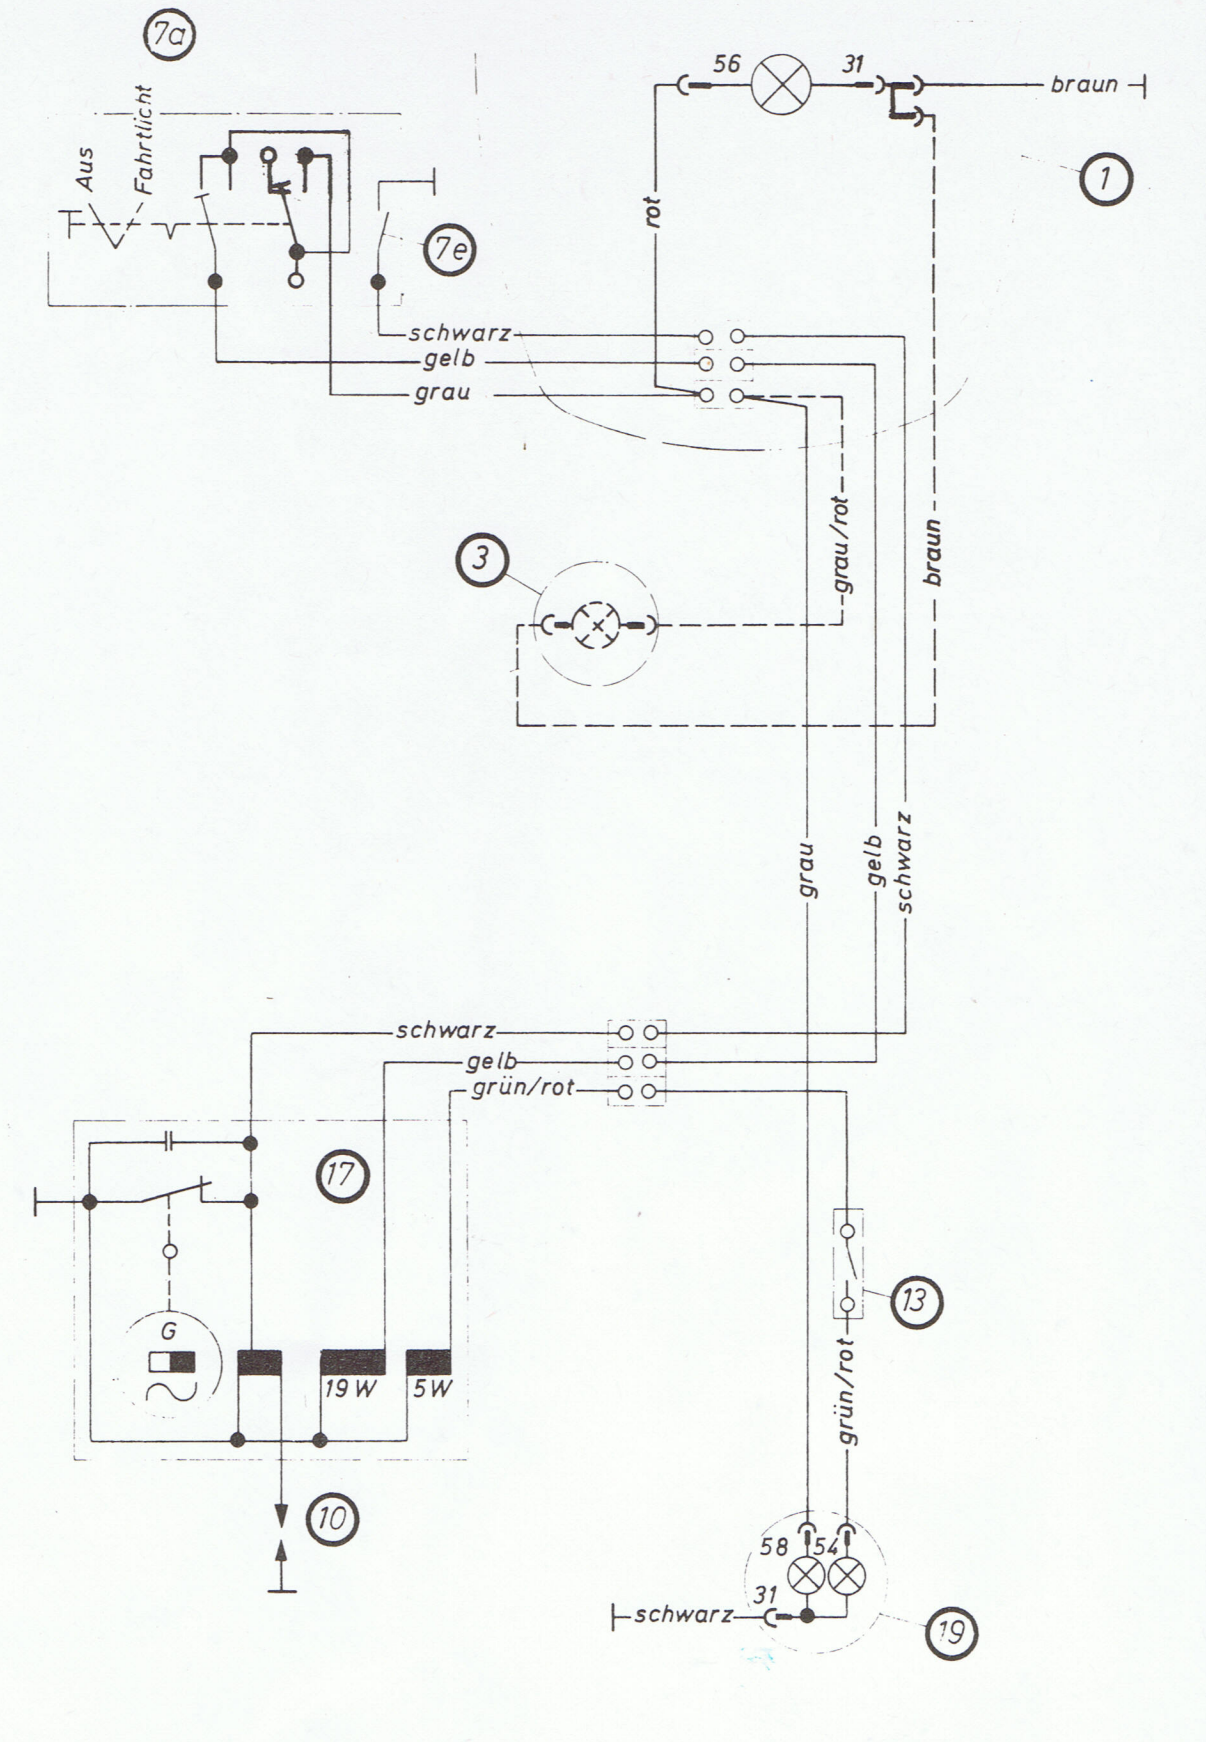 7a
56
31
braun
Aus
Fahrtlicht
1
rot
7e
schwarz
gelb
grau
3
grau/rot
braun
grau
gelb
schwarz
schwarz
gelb
grün/rot
17
13
G
19 W
5 W
grün/rot
10
58
54
31
schwarz
19